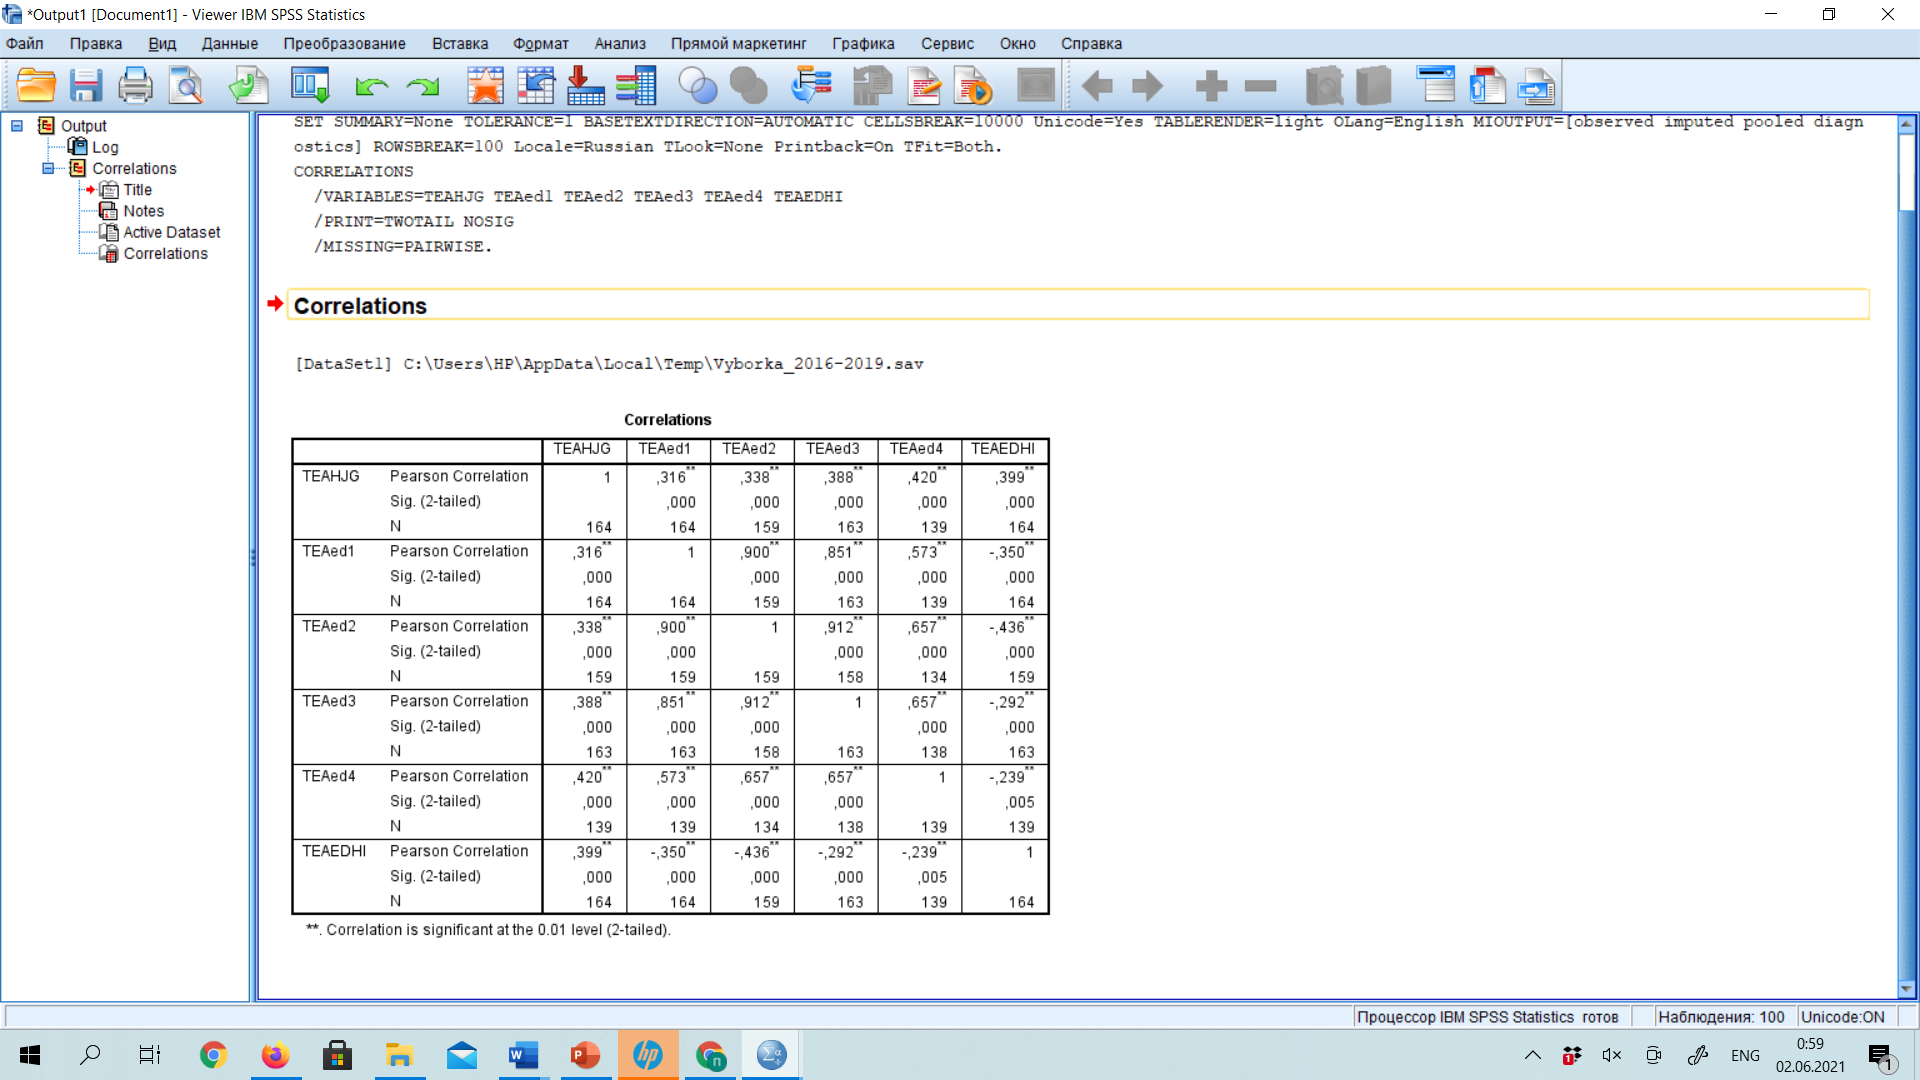 *Output1 [Document1] - Viewer IBM SPSS Statistics
Файл Правка Вид Данные Преобразование Вставка Формат Анализ Прямой маркетинг Графика Сервис Окно Справка
Output
Log
Correlations
Title
Notes
Active Dataset
Correlations
SET SUMMARY=None TOLERANCE=1 BASETEXTDIRECTION=AUTOMATIC CELLSBREAK=10000 Unicode=Yes TABLERENDER=light OLang=English MIOUTPUT=[observed imputed pooled diagn
ostics] ROWSBREAK=100 Locale=Russian TLook=None Printback=On TFit=Both.
CORRELATIONS
/VARIABLES=TEAHJG TEAed1 TEAed2 TEAed3 TEAed4 TEAEDHI
/PRINT=TWOTAIL NOSIG
/MISSING=PAIRWISE.
Correlations
[DataSet1] C:\Users\HP\AppData\Local\Temp\Vyborka_2016-2019.sav
Correlations
TEAHJG TEAed1 TEAed2 TEAed3 TEAed4 TEAEDHI
TEAHJG Pearson Correlation 1 ,316** ,338** ,388** ,420** ,399**
Sig. (2-tailed) ,000 ,000 ,000 ,000 ,000
N 164 164 159 163 139 164
TEAed1 Pearson Correlation ,316** 1 ,900** ,851** ,573** -,350**
Sig. (2-tailed) ,000 ,000 ,000 ,000 ,000
N 164 164 159 163 139 164
TEAed2 Pearson Correlation ,338** ,900** 1 ,912** ,657** -,436**
Sig. (2-tailed) ,000 ,000 ,000 ,000 ,000
N 159 159 159 158 134 159
TEAed3 Pearson Correlation ,388** ,851** ,912** 1 ,657** -,292**
Sig. (2-tailed) ,000 ,000 ,000 ,000 ,000
N 163 163 158 163 138 163
TEAed4 Pearson Correlation ,420** ,573** ,657** ,657** 1 -,239**
Sig. (2-tailed) ,000 ,000 ,000 ,000 ,005
N 139 139 134 138 139 139
TEAEDHI Pearson Correlation ,399** -,350** -,436** -,292** -,239** 1
Sig. (2-tailed) ,000 ,000 ,000 ,000 ,005
N 164 164 159 163 139 164
**. Correlation is significant at the 0.01 level (2-tailed).
Процессор IBM SPSS Statistics готов Наблюдения: 100 Unicode:ON
W P hp n Σα 1 ENG 0:59
02.06.2021 1